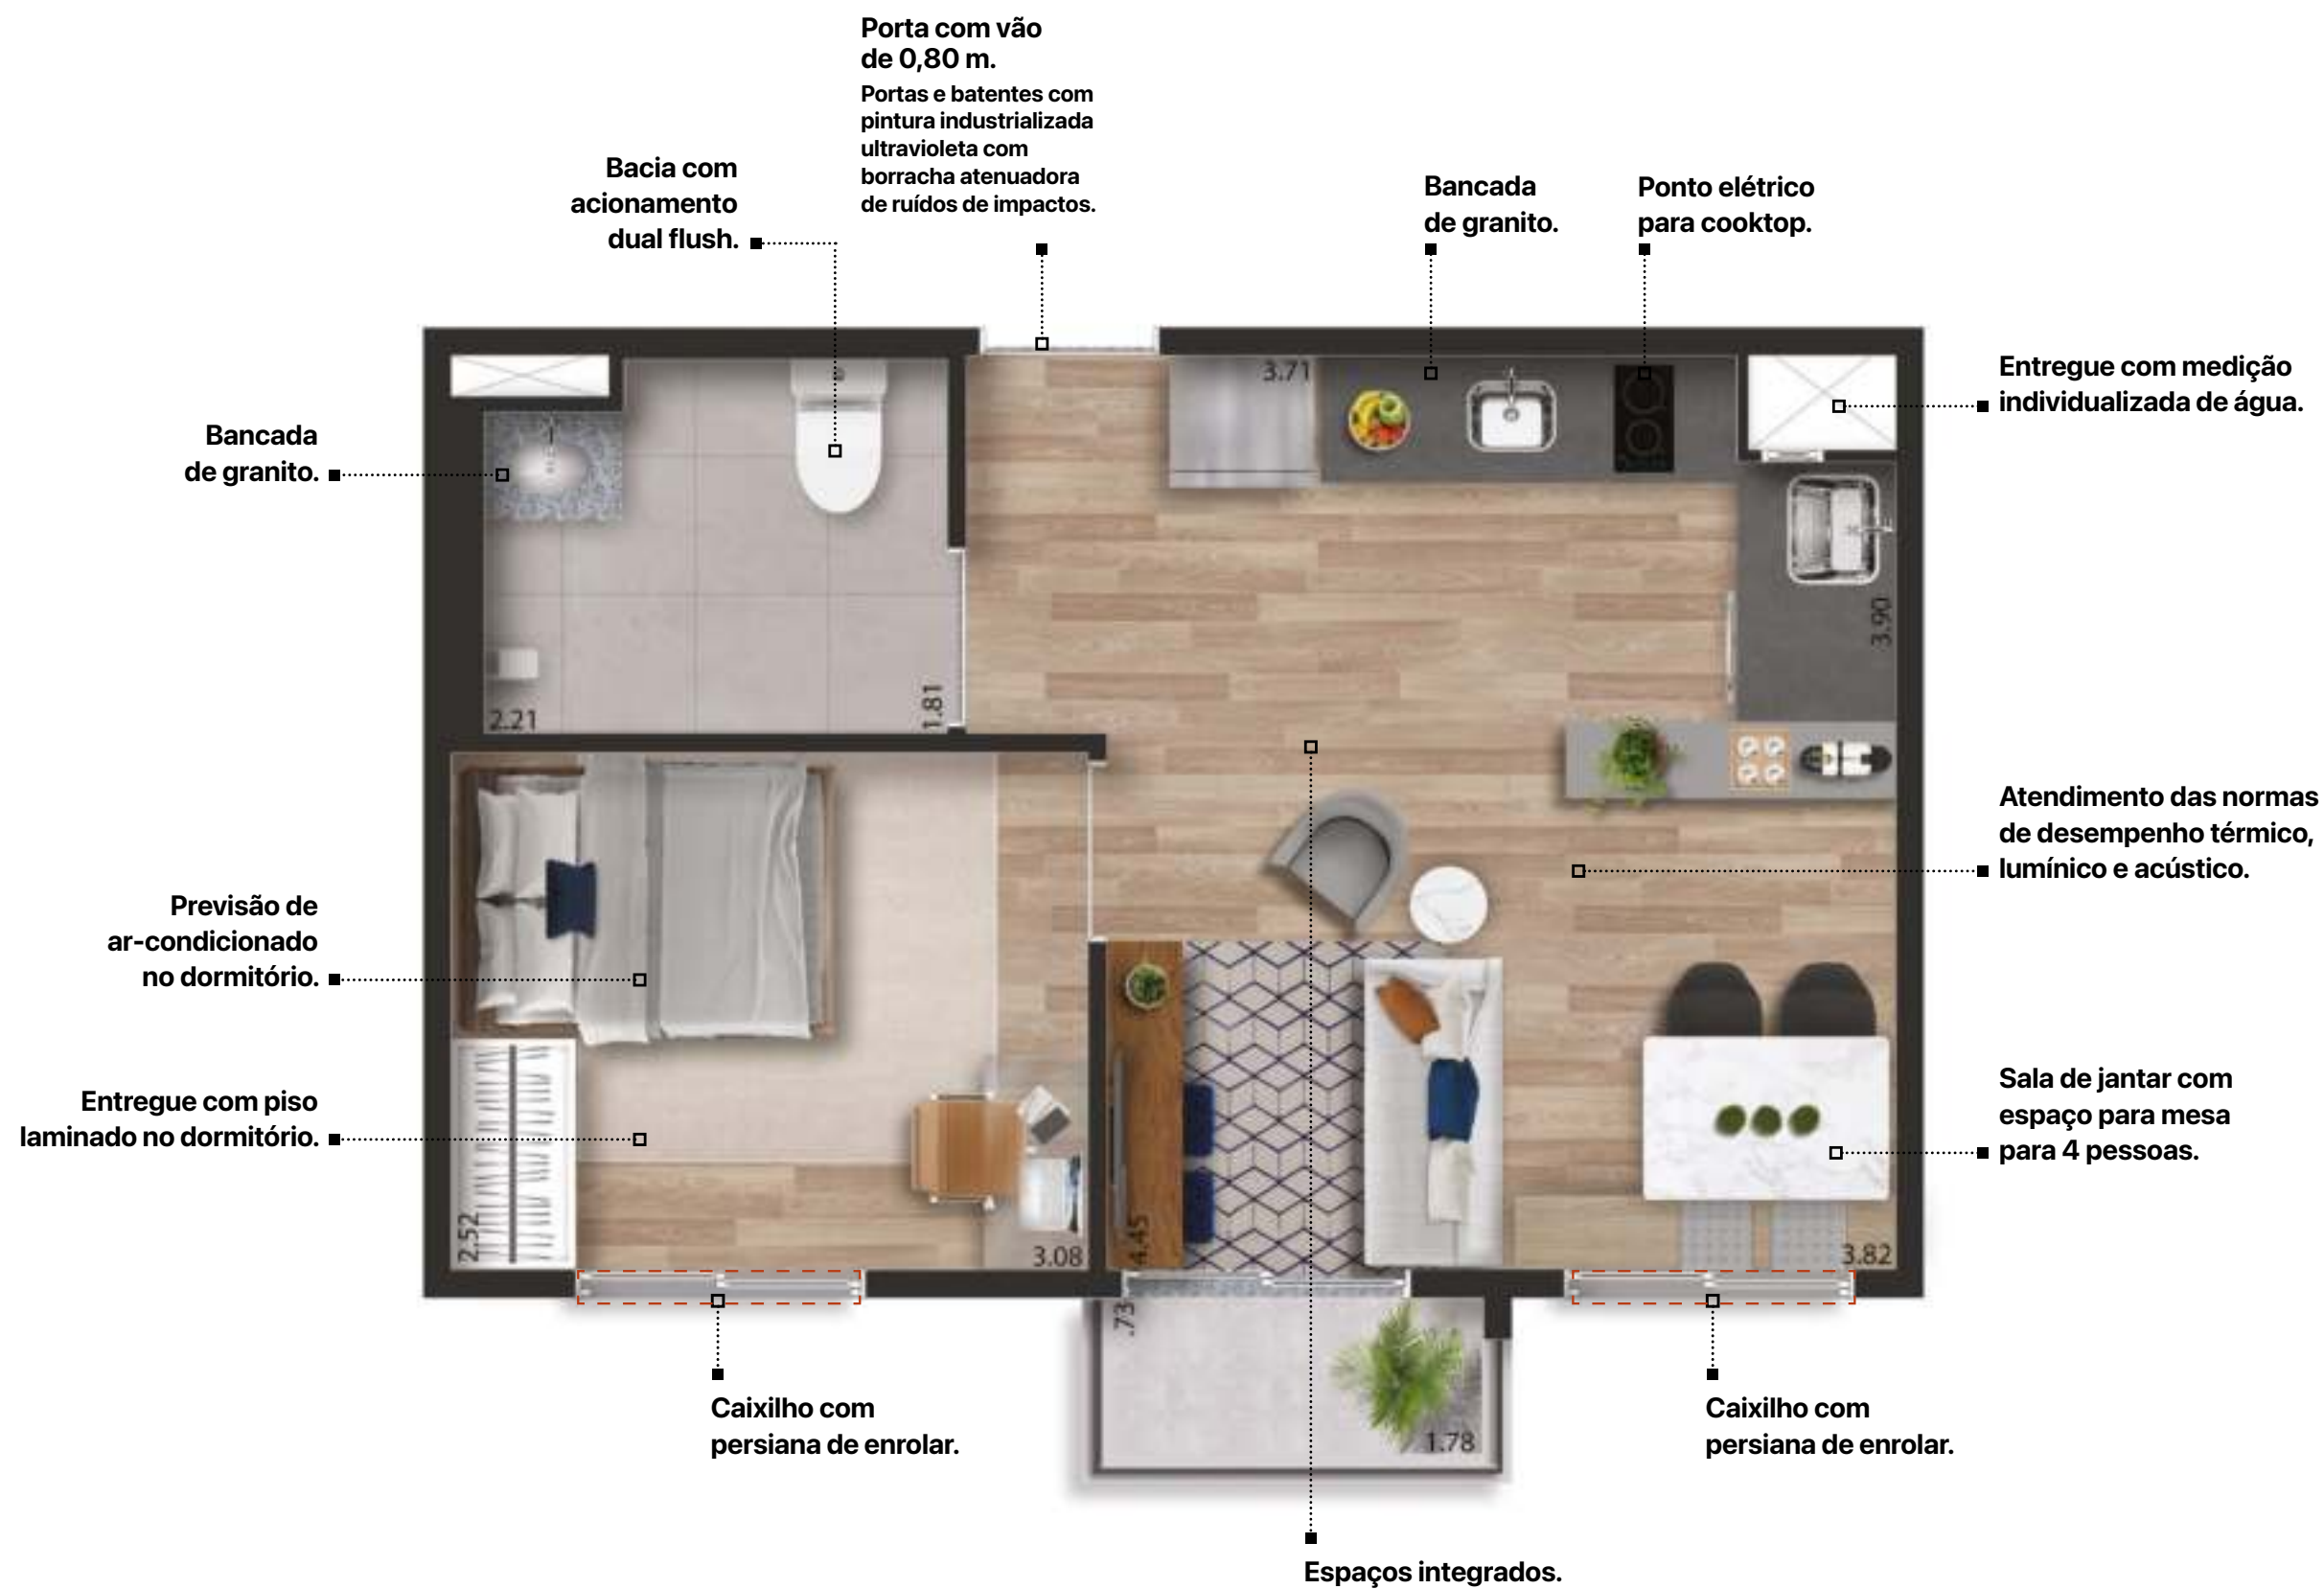 Porta com vão
de 0,80 m.
Portas e batentes com
pintura industrializada
ultravioleta com
borracha atenuadora
de ruídos de impactos.
Bacia com
acionamento
dual flush.
Bancada
de granito.
Ponto elétrico
para cooktop.
Entregue com medição
individualizada de água.
Bancada
de granito.
3.71
3.90
2.21
1.81
Atendimento das normas
de desempenho térmico,
lumínico e acústico.
Previsão de
ar-condicionado
no dormitório.
Entregue com piso
laminado no dormitório.
Sala de jantar com
espaço para mesa
para 4 pessoas.
2.52
3.08
4.45
3.82
.73
1.78
Caixilho com
persiana de enrolar.
Caixilho com
persiana de enrolar.
Espaços integrados.